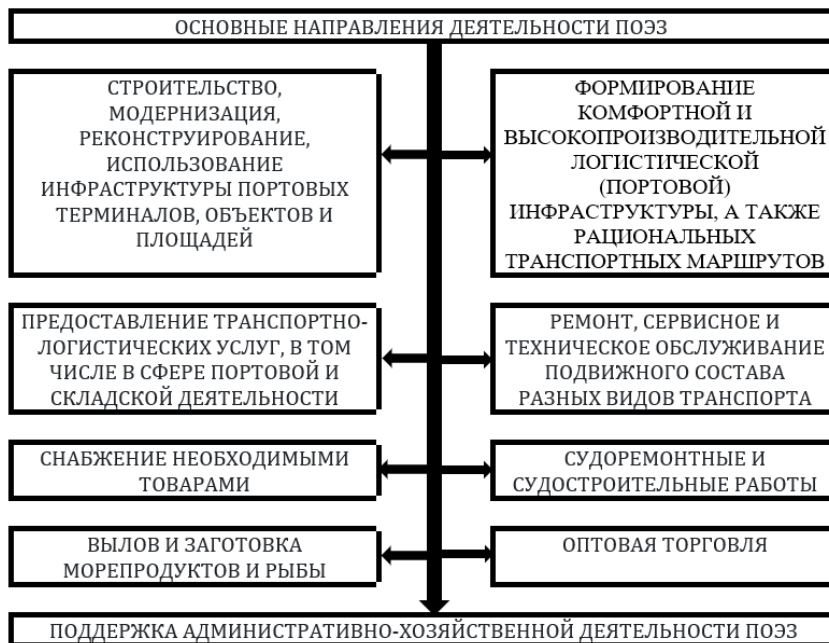 ОСНОВНЫЕ НАПРАВЛЕНИЯ ДЕЯТЕЛЬНОСТИ ПОЭЗ
СТРОИТЕЛЬСТВО,
МОДЕРНИЗАЦИЯ,
РЕКОНСТРУИРОВАНИЕ,
ИСПОЛЬЗОВАНИЕ
ИНФРАСТРУКТУРЫ ПОРТОВЫХ
ТЕРМИНАЛОВ, ОБЪЕКТОВ И
ПЛОЩАДЕЙ
ФОРМИРОВАНИЕ
КОМФОРТНОЙ И
ВЫСОКОПРОИЗВОДИТЕЛЬНОЙ
ЛОГИСТИЧЕСКОЙ
(ПОРТОВОЙ)
ИНФРАСТРУКТУРЫ, А ТАКЖЕ
РАЦИОНАЛЬНЫХ
ТРАНСПОРТНЫХ МАРШРУТОВ
ПРЕДОСТАВЛЕНИЕ ТРАНСПОРТНО-
ЛОГИСТИЧЕСКИХ УСЛУГ, В ТОМ
ЧИСЛЕ В СФЕРЕ ПОРТОВОЙ И
СКЛАДСКОЙ ДЕЯТЕЛЬНОСТИ
РЕМОНТ, СЕРВИСНОЕ И
ТЕХНИЧЕСКОЕ ОБСЛУЖИВАНИЕ
ПОДВИЖНОГО СОСТАВА
РАЗНЫХ ВИДОВ ТРАНСПОРТА
СНАБЖЕНИЕ НЕОБХОДИМЫМИ
ТОВАРАМИ
СУДОРЕМОНТНЫЕ И
СУДОСТРОИТЕЛЬНЫЕ РАБОТЫ
ВЫЛОВ И ЗАГОТОВКА
МОРЕПРОДУКТОВ И РЫБЫ
ОПТОВАЯ ТОРГОВЛЯ
ПОДДЕРЖКА АДМИНИСТРАТИВНО-ХОЗЯЙСТВЕННОЙ ДЕЯТЕЛЬНОСТИ ПОЭЗ